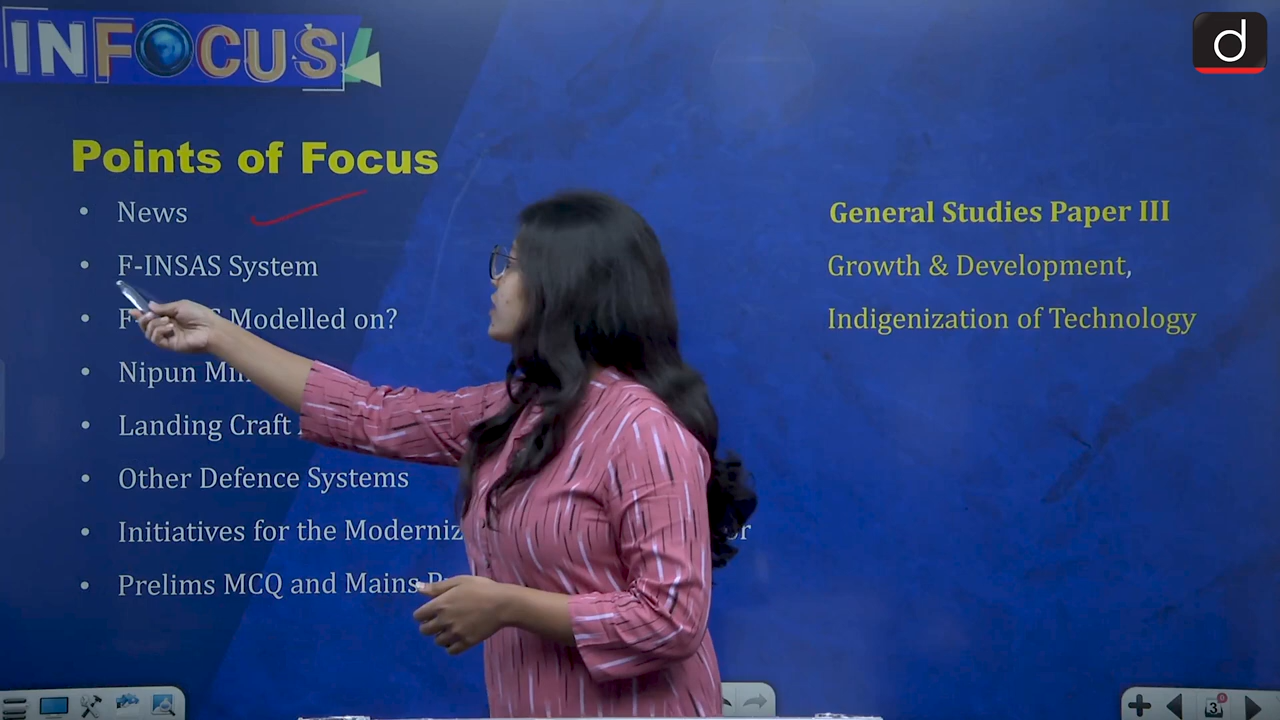 INFOCUS
d
Points of Focus
• News
General Studies Paper III
• F-INSAS System
Growth & Development,
• Modelled on?
Indigenization of Technology
• Nipun
• Landing Craft
• Other Defence Systems
• Initiatives for the
• Prelims MCQ and Mains
3